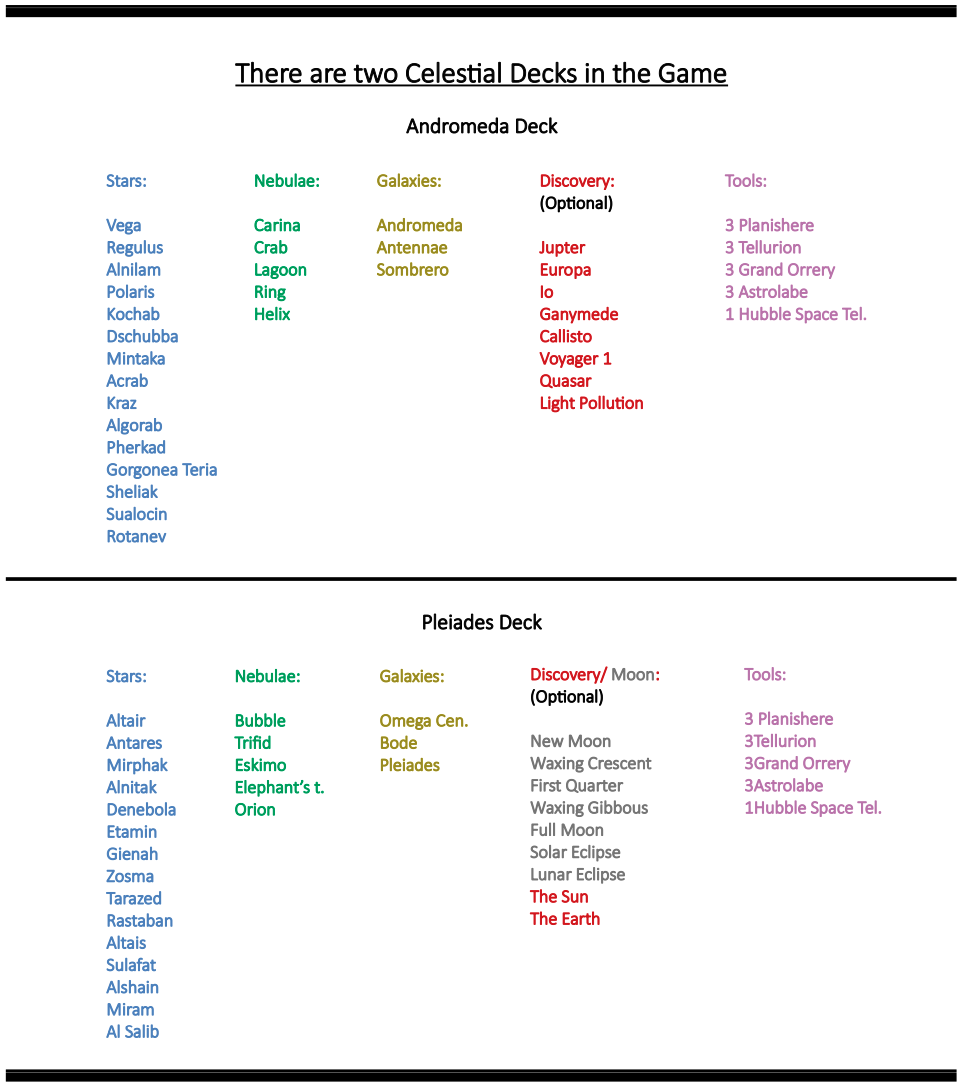 There are two Celestial Decks in the Game
Andromeda Deck
Stars:
Vega
Regulus
Alnilam
Polaris
Kochab
Dschubba
Mintaka
Acrab
Kraz
Algorab
Pherkad
Gorgonea Teria
Sheliak
Sualocin
Rotanev
Nebulae:
Carina
Crab
Lagoon
Ring
Helix
Galaxies:
Andromeda
Antennae
Sombrero
Discovery:
(Optional)
Jupter
Europa
Io
Ganymede
Callisto
Voyager 1
Quasar
Light Pollution
Tools:
3 Planishere
3 Tellurion
3 Grand Orrery
3 Astrolabe
1 Hubble Space Tel.
Pleiades Deck
Stars:
Altair
Antares
Mirphak
Alnitak
Denebola
Etamin
Gienah
Zosma
Tarazed
Rastaban
Altais
Sulafat
Alshain
Miram
Al Salib
Nebulae:
Bubble
Trifid
Eskimo
Elephant’s t.
Orion
Galaxies:
Omega Cen.
Bode
Pleiades
Discovery/ Moon:
(Optional)
New Moon
Waxing Crescent
First Quarter
Waxing Gibbous
Full Moon
Solar Eclipse
Lunar Eclipse
The Sun
The Earth
Tools:
3 Planishere
3Tellurion
3Grand Orrery
3Astrolabe
1Hubble Space Tel.